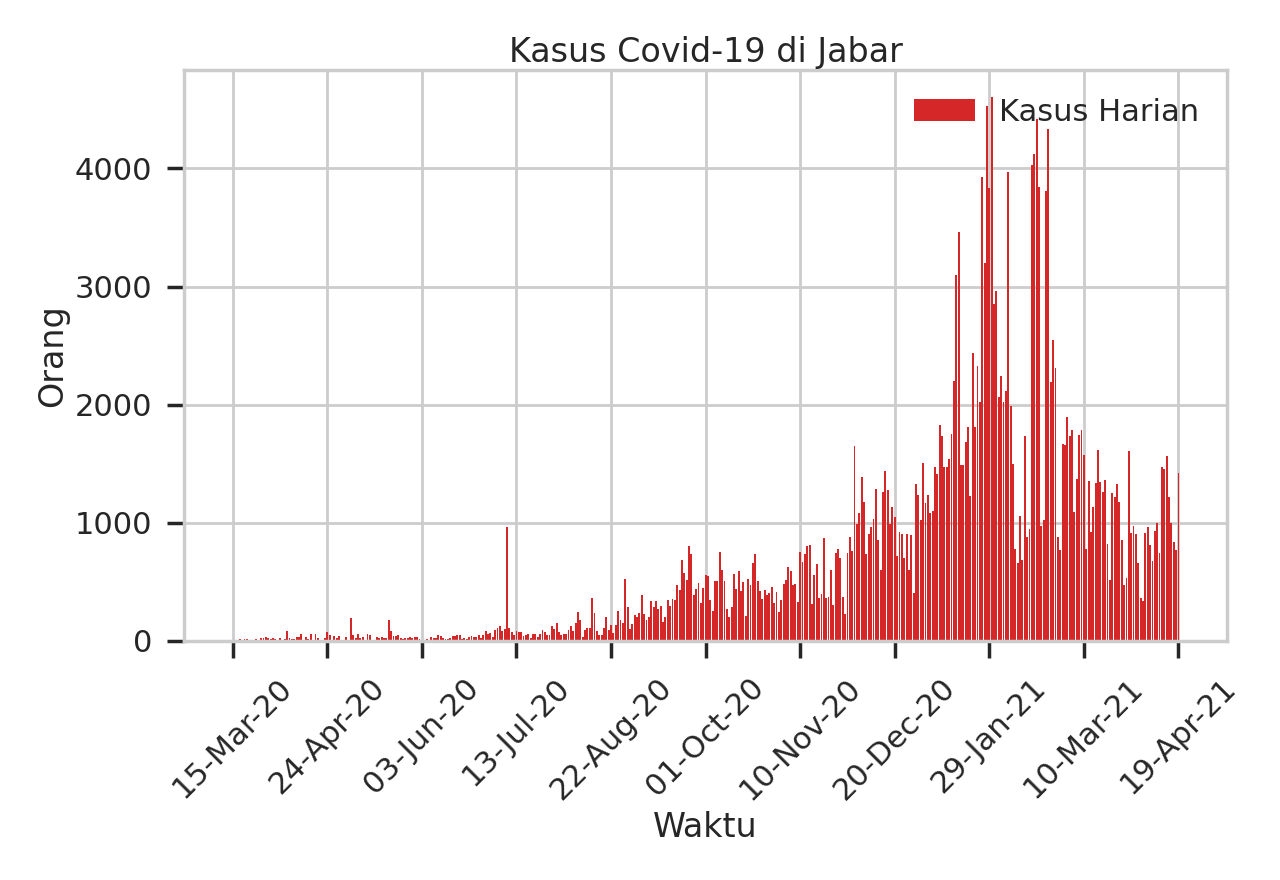 Kasus Covid-19 di Jabar
Kasus Harian
Orang
4000
3000
2000
1000
0
15-Mar-20
24-Apr-20
03-Jun-20
13-Jul-20
22-Aug-20
01-Oct-20
10-Nov-20
20-Dec-20
29-Jan-21
10-Mar-21
19-Apr-21
Waktu